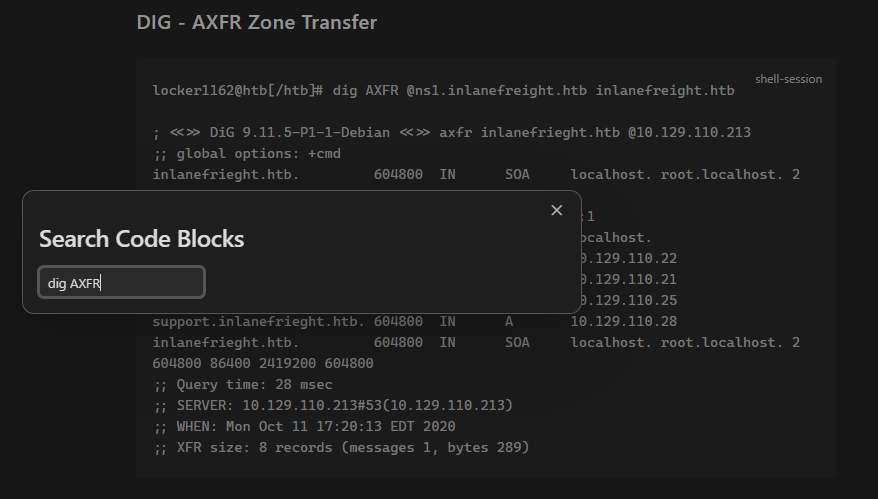 DIG - AXFR Zone Transfer
shell-session
locker1162@htb[/htb]# dig AXFR @ns1.inlanefreight.htb inlanefreight.htb
; <<>> DiG 9.11.5-P1-1-Debian <<>> axfr inlanefrieght.htb @10.129.110.213
;; global options: +cmd
inlanefrieght.htb. 604800 IN SOA localhost. root.localhost. 2
:1
ocalhost.
0.129.110.22
0.129.110.21
0.129.110.25
Search Code Blocks
dig AXFR
support.inlanefrieght.htb. 604800 IN A 10.129.110.28
inlanefrieght.htb. 604800 IN SOA localhost. root.localhost. 2
604800 86400 2419200 604800
;; Query time: 28 msec
;; SERVER: 10.129.110.213#53(10.129.110.213)
;; WHEN: Mon Oct 11 17:20:13 EDT 2020
;; XFR size: 8 records (messages 1, bytes 289)